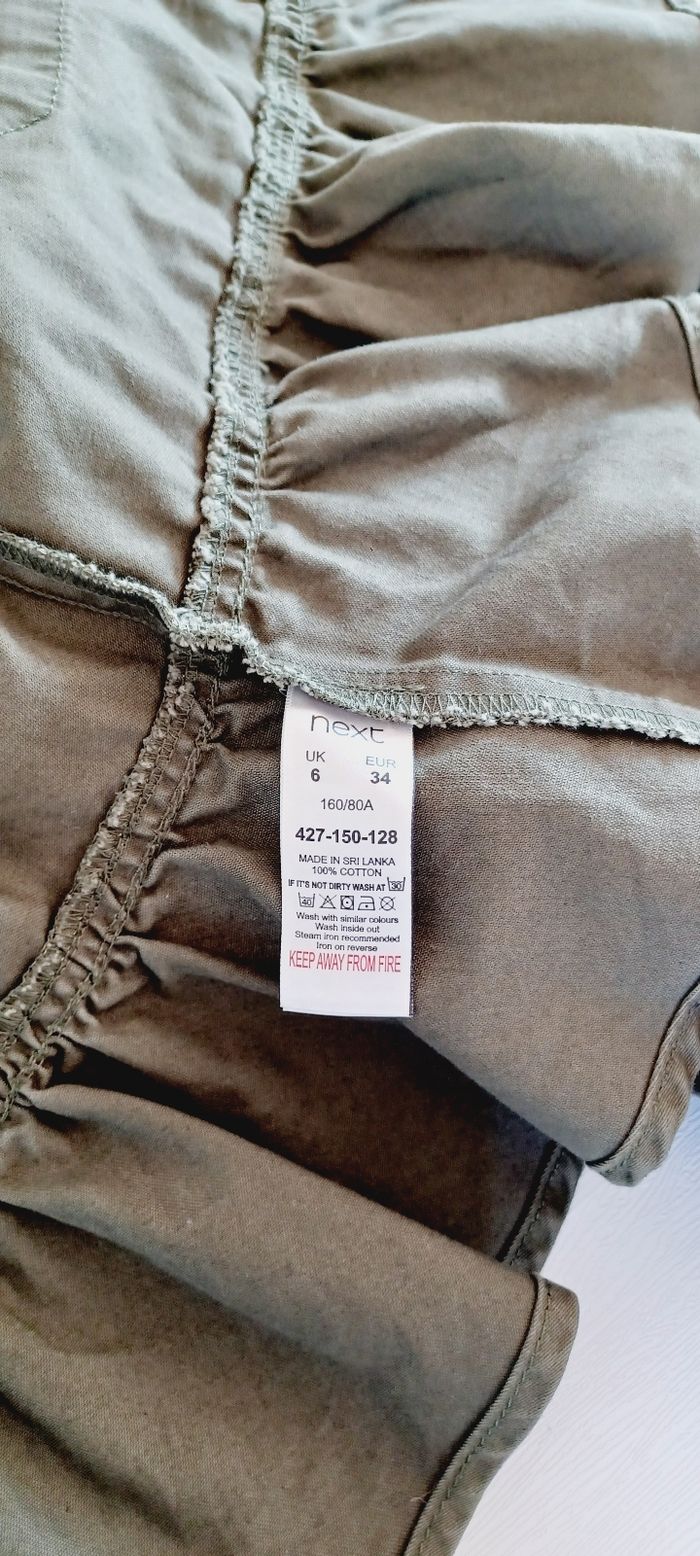 next
UK EUR
6 34
160/80A
427-150-128
MADE IN SRI LANKA
100% COTTON
IF IT'S NOT DIRTY WASH AT 30
40
Wash with similar colours
Wash inside out
Steam iron recommended
Iron on reverse
KEEP AWAY FROM FIRE